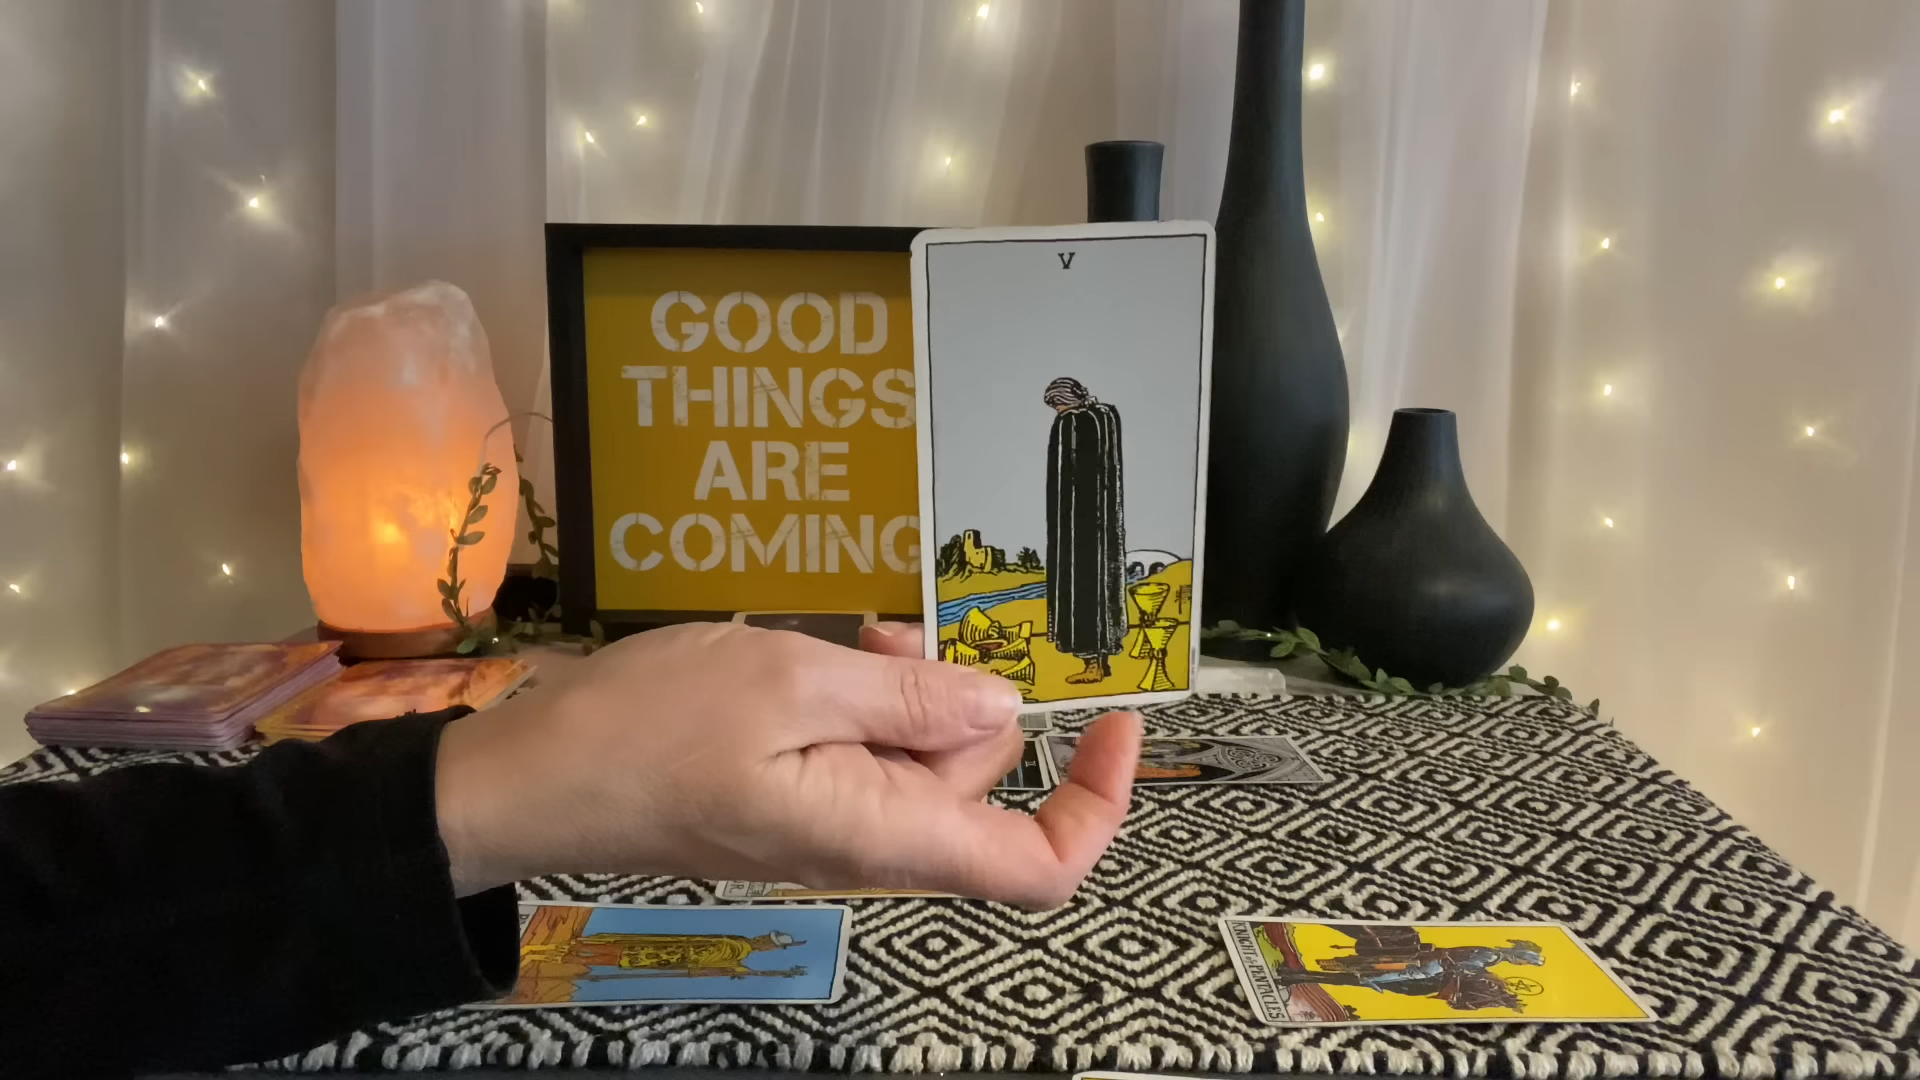 GOOD
THINGS
ARE
COMING
V
KNIGHT of PENTACLES